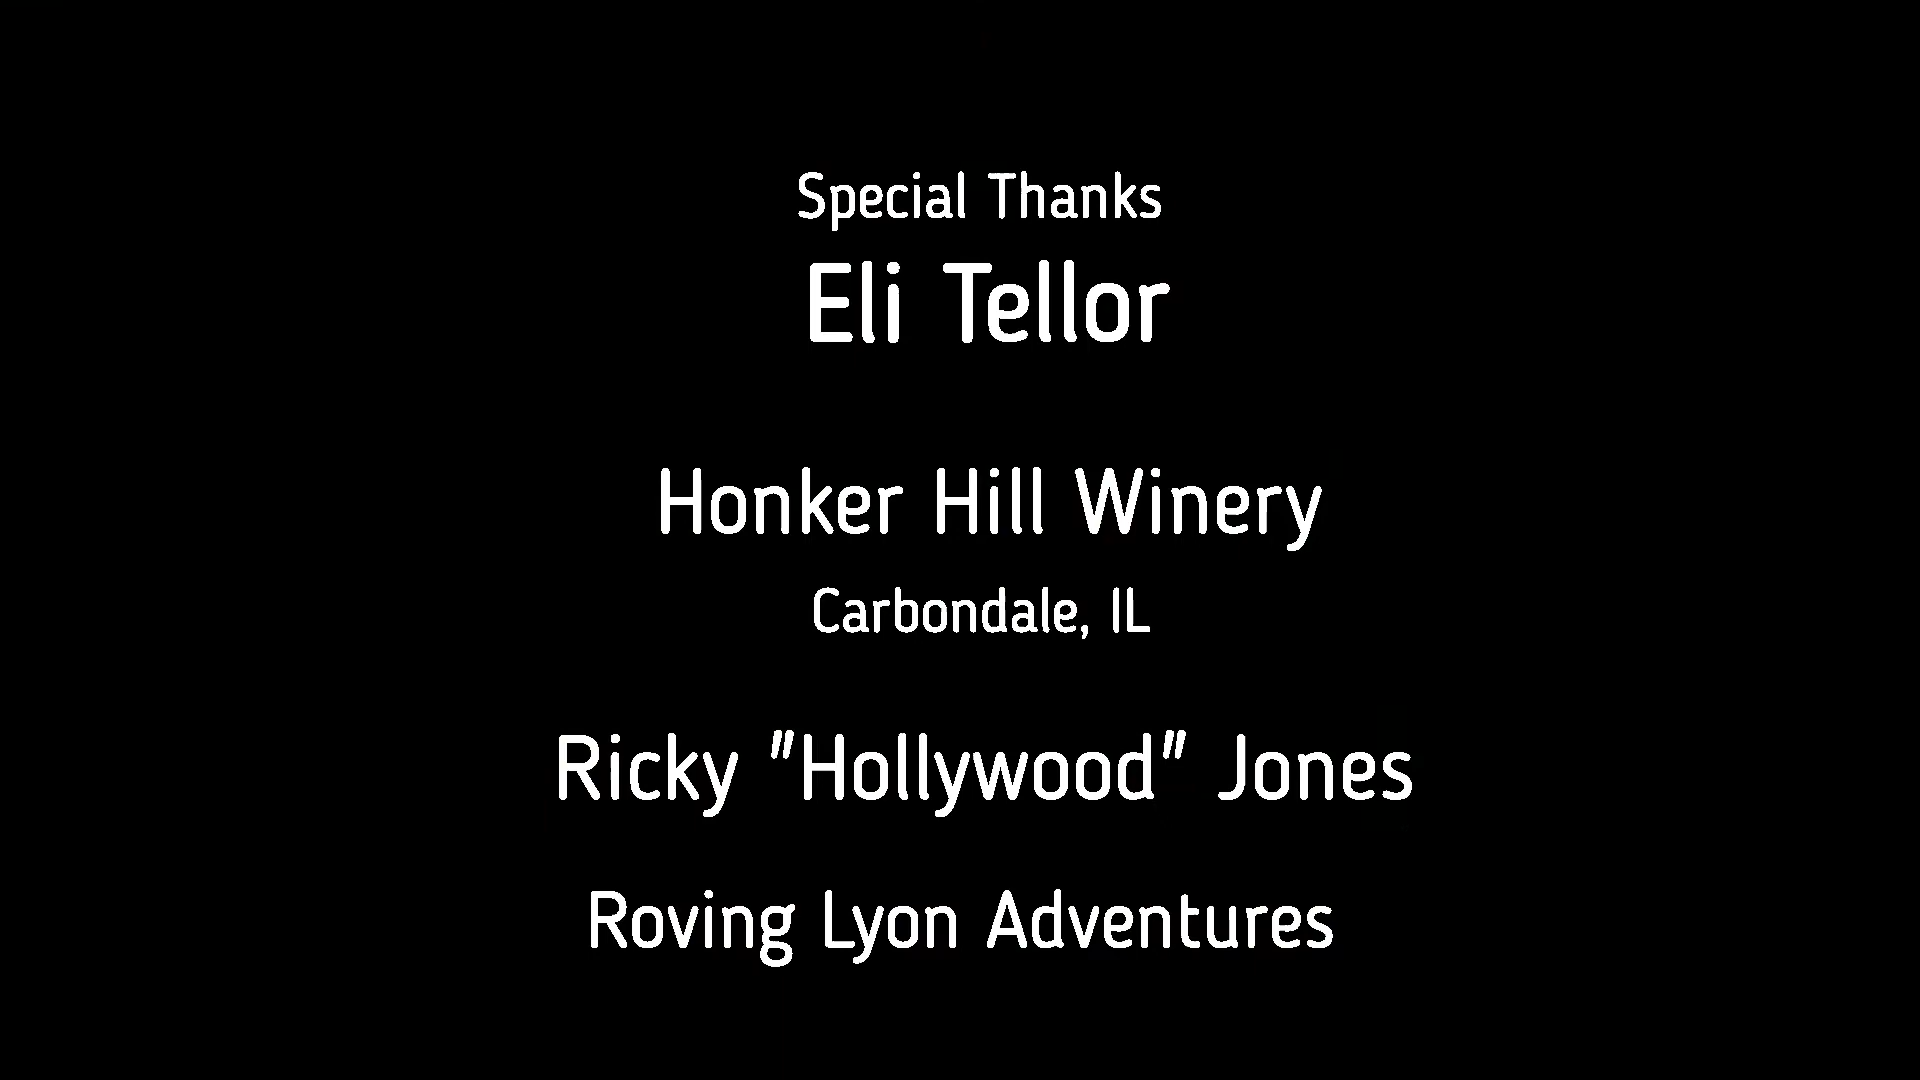 Special Thanks
Eli Tellor
Honker Hill Winery
Carbondale, IL
Ricky "Hollywood" Jones
Roving Lyon Adventures